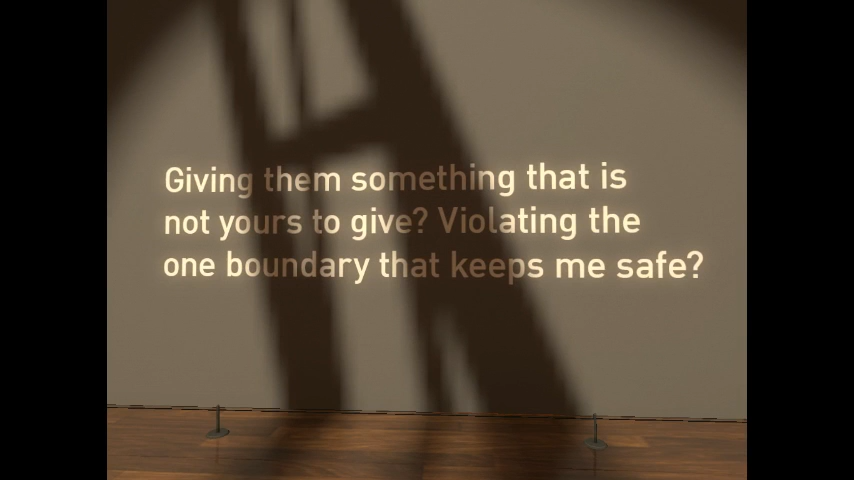 Giving them something that is
not yours to give? Violating the
one boundary that keeps me safe?